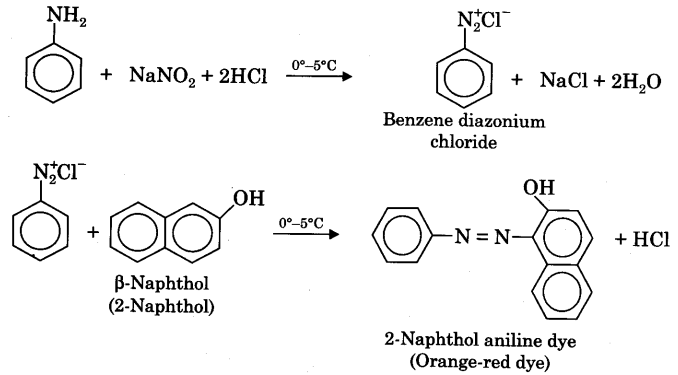 NH₂ N₂⁺Cl⁻
+ NaNO₂ + 2HCl 0°–5°C + NaCl + 2H₂O
Benzene diazonium
chloride
N₂⁺Cl⁻ OH
+ OH 0°–5°C N = N + HCl
β-Naphthol
(2-Naphthol)
2-Naphthol aniline dye
(Orange-red dye)